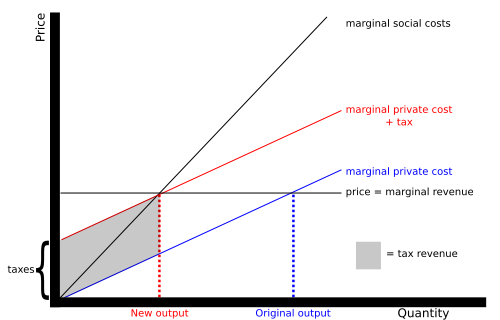 Price
marginal social costs
marginal private cost
+ tax
marginal private cost
price = marginal revenue
= tax revenue
taxes
New output
Original output
Quantity